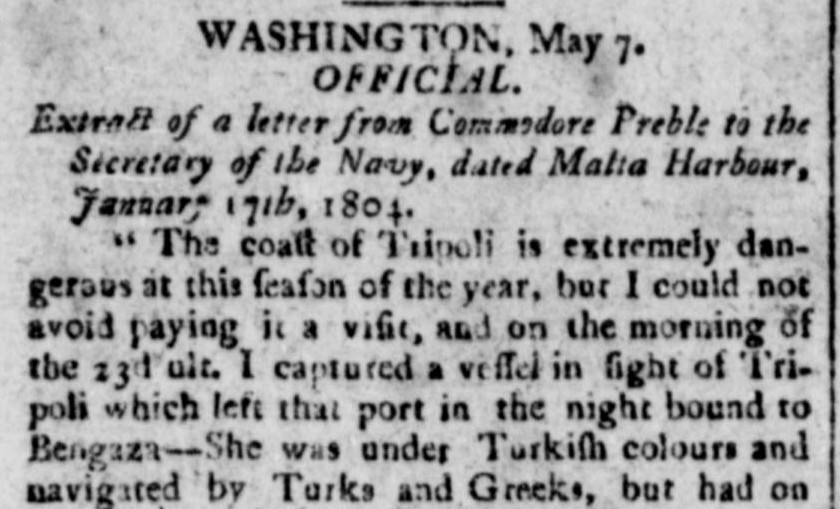 WASHINGTON, May 7.
OFFICIAL.
Extract of a letter from Commodore Preble to the
Secretary of the Navy, dated Malta Harbour,
January 17th, 1804.
“ The coaſt of Tripoli is extremely dan-
gerous at this ſeaſon of the year, but I could not
avoid paying it a viſit, and on the morning of
the 23d ult. I captured a veſſel in ſight of Tri-
poli which left that port in the night bound to
Bengaza—She was under Turkiſh colours and
navigated by Turks and Greeks, but had on